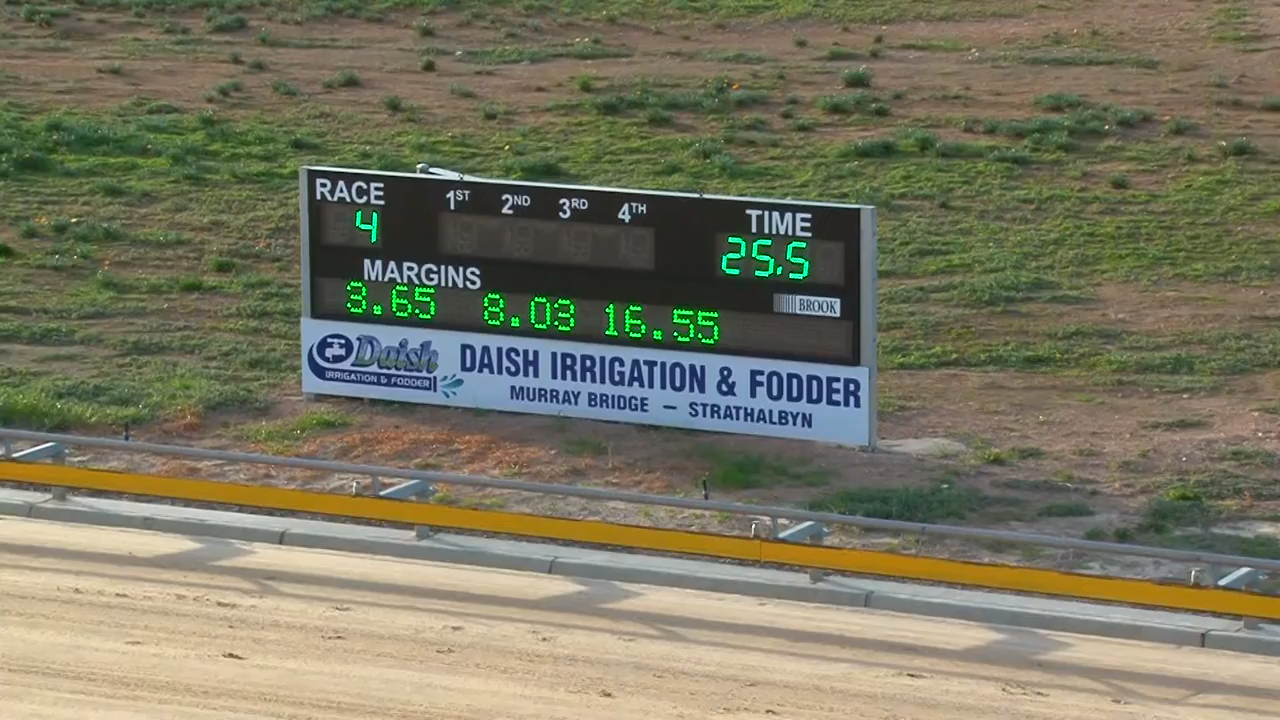 RACE 1ST 2ND 3RD 4TH TIME
4 25.5
MARGINS
3.65 8.03 16.55
BROOK
Daish
IRRIGATION & FODDER
DAISH IRRIGATION & FODDER
MURRAY BRIDGE – STRATHALBYN